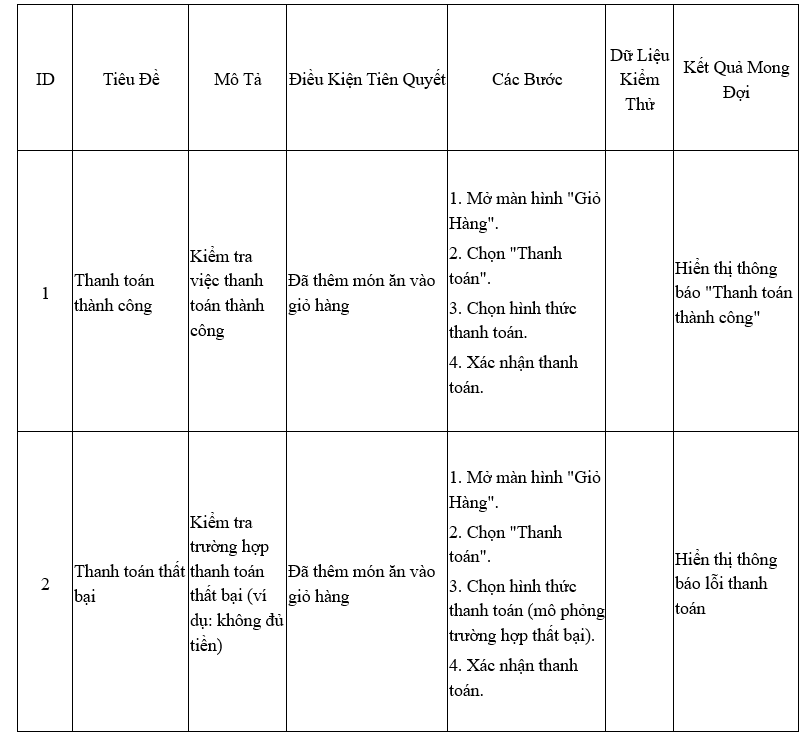 ID
Tiêu Đề
Mô Tả
Điều Kiện Tiên Quyết
Các Bước
Dữ Liệu
Kiểm
Thử
Kết Quả Mong
Đợi
1
Thanh toán
thành công
Kiểm tra
việc thanh
toán thành
công
Đã thêm món ăn vào
giỏ hàng
1. Mở màn hình "Giỏ
Hàng".
2. Chọn "Thanh
toán".
3. Chọn hình thức
thanh toán.
4. Xác nhận thanh
toán.
Hiển thị thông
báo "Thanh toán
thành công"
2
Thanh toán thất
bại
Kiểm tra
trường hợp
thanh toán
thất bại (ví
dụ: không đủ
tiền)
Đã thêm món ăn vào
giỏ hàng
1. Mở màn hình "Giỏ
Hàng".
2. Chọn "Thanh
toán".
3. Chọn hình thức
thanh toán (mô phỏng
trường hợp thất bại).
4. Xác nhận thanh
toán.
Hiển thị thông
báo lỗi thanh
toán